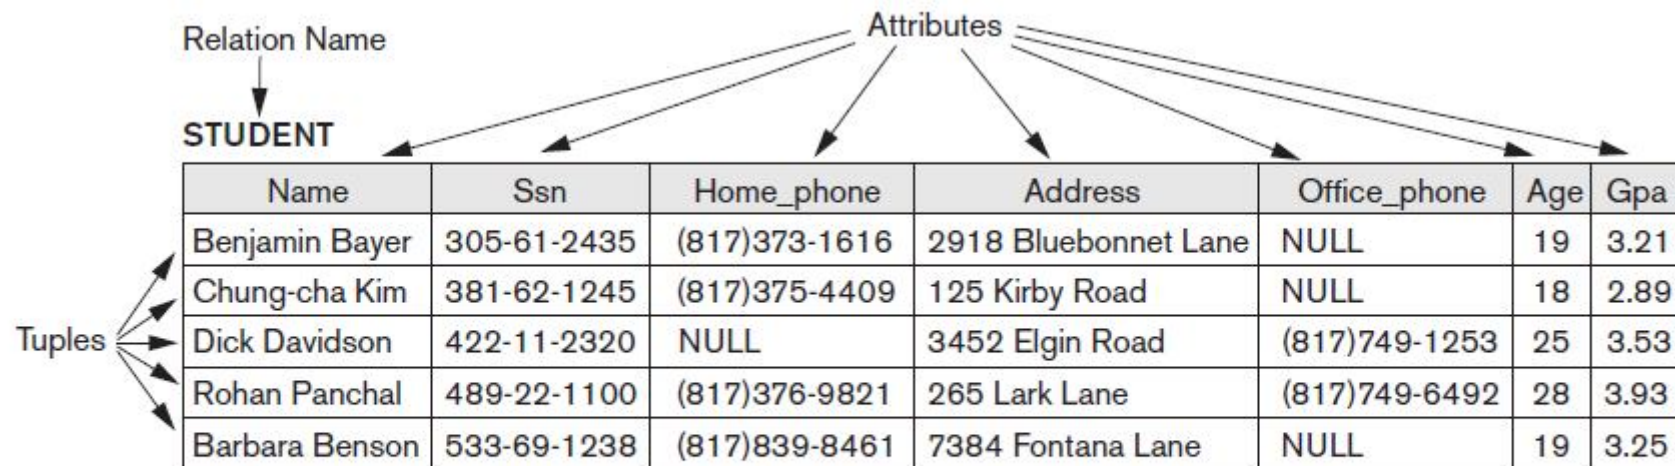 Attributes
Relation Name
STUDENT
Name Ssn Home_phone Address Office_phone Age Gpa
Benjamin Bayer 305-61-2435 (817)373-1616 2918 Bluebonnet Lane NULL 19 3.21
Chung-cha Kim 381-62-1245 (817)375-4409 125 Kirby Road NULL 18 2.89
Tuples Dick Davidson 422-11-2320 NULL 3452 Elgin Road (817)749-1253 25 3.53
Rohan Panchal 489-22-1100 (817)376-9821 265 Lark Lane (817)749-6492 28 3.93
Barbara Benson 533-69-1238 (817)839-8461 7384 Fontana Lane NULL 19 3.25